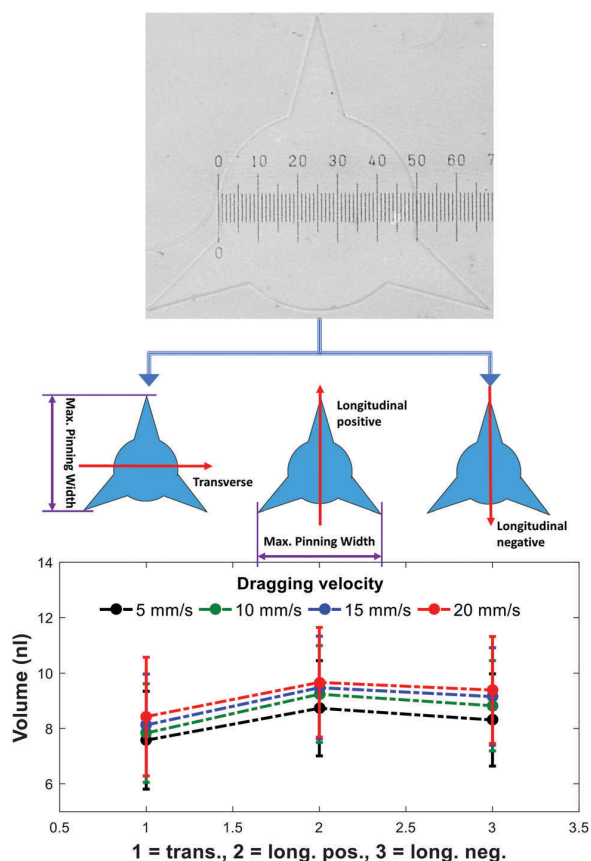 0 10 20 30 40 50 60 7
0
Max. Pinning Width
Transverse
Longitudinal
positive
Longitudinal
negative
Max. Pinning Width
14
12
10
8
6
Volume (nl)
Dragging velocity
5 mm/s 10 mm/s 15 mm/s 20 mm/s
0.5 1 1.5 2 2.5 3 3.5
1 = trans., 2 = long. pos., 3 = long. neg.